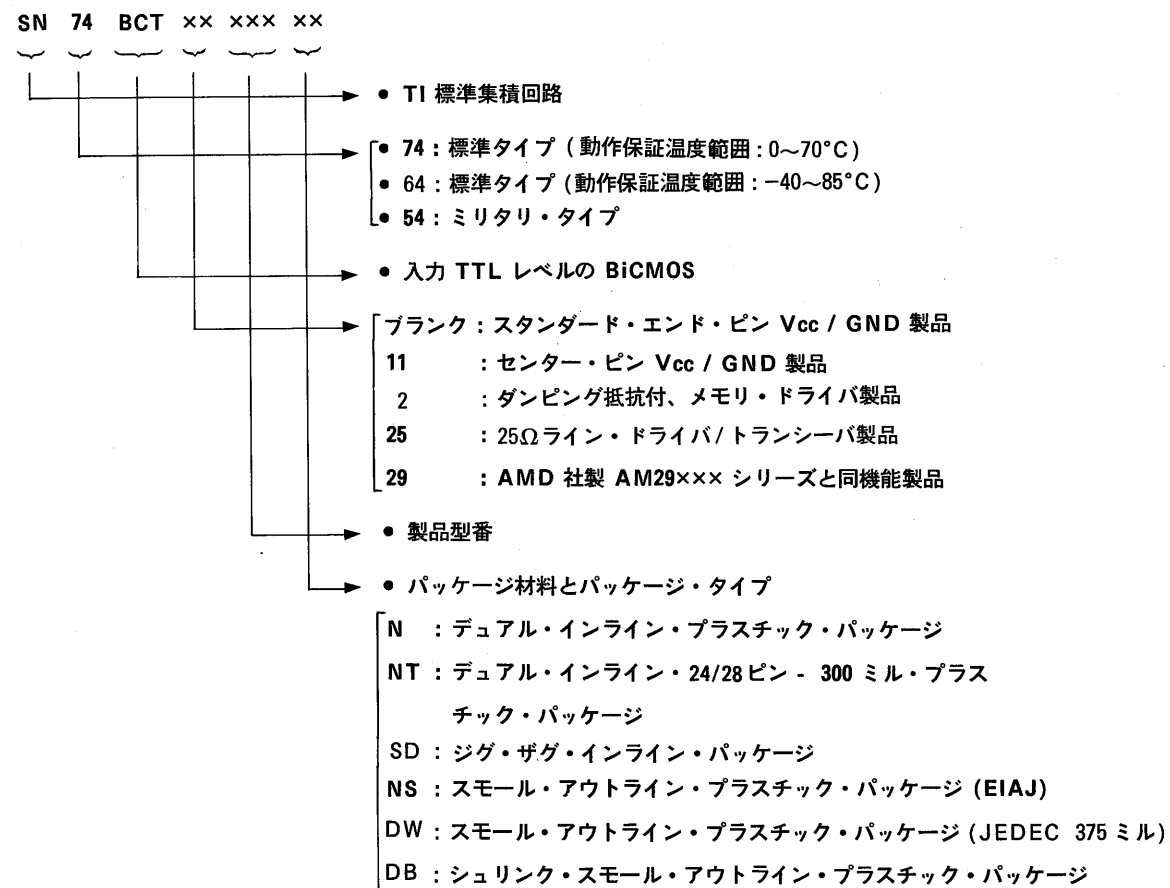 SN 74 BCT ×× ××× ××
• TI 標準集積回路
• 74 : 標準タイプ ( 動作保証温度範囲 : 0~70°C )
• 64 : 標準タイプ (動作保証温度範囲 : −40~85°C )
• 54 : ミリタリ・タイプ
• 入力 TTL レベルの BiCMOS
ブランク : スタンダード・エンド・ピン Vcc / GND 製品
11 : センター・ピン Vcc / GND 製品
2 : ダンピング抵抗付、メモリ・ドライバ製品
25 : 25Ωライン・ドライバ/トランシーバ製品
29 : AMD 社製 AM29××× シリーズと同機能製品
• 製品型番
• パッケージ材料とパッケージ・タイプ
N : デュアル・インライン・プラスチック・パッケージ
NT : デュアル・インライン・24/28ピン - 300 ミル・プラス
チック・パッケージ
SD : ジグ・ザグ・インライン・パッケージ
NS : スモール・アウトライン・プラスチック・パッケージ (EIAJ)
DW : スモール・アウトライン・プラスチック・パッケージ (JEDEC 375 ミル)
DB : シュリンク・スモール・アウトライン・プラスチック・パッケージ